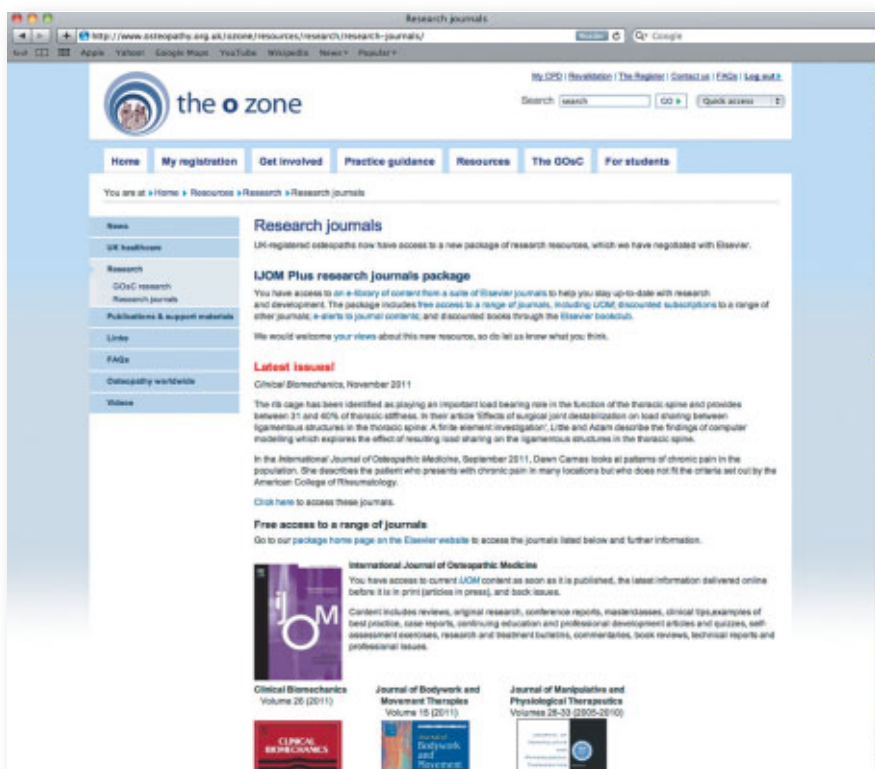 Research journals
http://www.osteopathy.org.uk/ozone/resources/research/research-journals/
Reader
Google
Apple Yahoo! Google Maps YouTube Wikipedia News Popular
My CPD | Revalidation | The Register | Contact us | FAQs | Log out
the o zone
Search search GO Quick access
Home My registration Get involved Practice guidance Resources The GOsC For students
You are at Home Resources Research Research journals
News
UK healthcare
Research
GOsC research
Research journals
Publications & support materials
Links
FAQs
Osteopathy worldwide
Videos
Research journals
UK-registered osteopaths now have access to a new package of research resources, which we have negotiated with Elsevier.
IJOM Plus research journals package
You have access to an e-library of content from a suite of Elsevier journals to help you stay up-to-date with research
and development. The package includes free access to a range of journals, including IJOM, discounted subscriptions to a range of
other journals; e-alerts to journal contents; and discounted books through the Elsevier bookclub.
We would welcome your views about this new resource, so do let us know what you think.
Latest issues!
Clinical Biomechanics, November 2011
The rib cage has been identified as playing an important load bearing role in the function of the thoracic spine and provides
between 31 and 40% of thoracic stiffness. In their article 'Effects of surgical joint destabilization on load sharing between
ligamentous structures in the thoracic spine: A finite element investigation', Little and Adam describe the findings of computer
modelling which explores the effect of resulting load sharing on the ligamentous structures in the thoracic spine.
In the International Journal of Osteopathic Medicine, September 2011, Dawn Carnes looks at patterns of chronic pain in the
population. She describes the patient who presents with chronic pain in many locations but who does not fit the criteria set out by the
American College of Rheumatology.
Click here to access these journals.
Free access to a range of journals
Go to our package home page on the Elsevier website to access the journals listed below and further information.
IJOM
International Journal of Osteopathic Medicine
You have access to current IJOM content as soon as it is published, the latest information delivered online
before it is in print (articles in press), and back issues.
Content includes reviews, original research, conference reports, masterclasses, clinical tips,examples of
best practice, case reports, continuing education and professional development articles and quizzes, self-
assessment exercises, research and treatment bulletins, commentaries, book reviews, technical reports and
professional issues.
Clinical Biomechanics
Volume 26 (2011)
Journal of Bodywork and
Movement Therapies
Volume 15 (2011)
Journal of Manipulative and
Physiological Therapeutics
Volumes 28-33 (2005-2010)
CLINICAL
BIOMECHANICS
Journal of
Bodywork
and
Movement